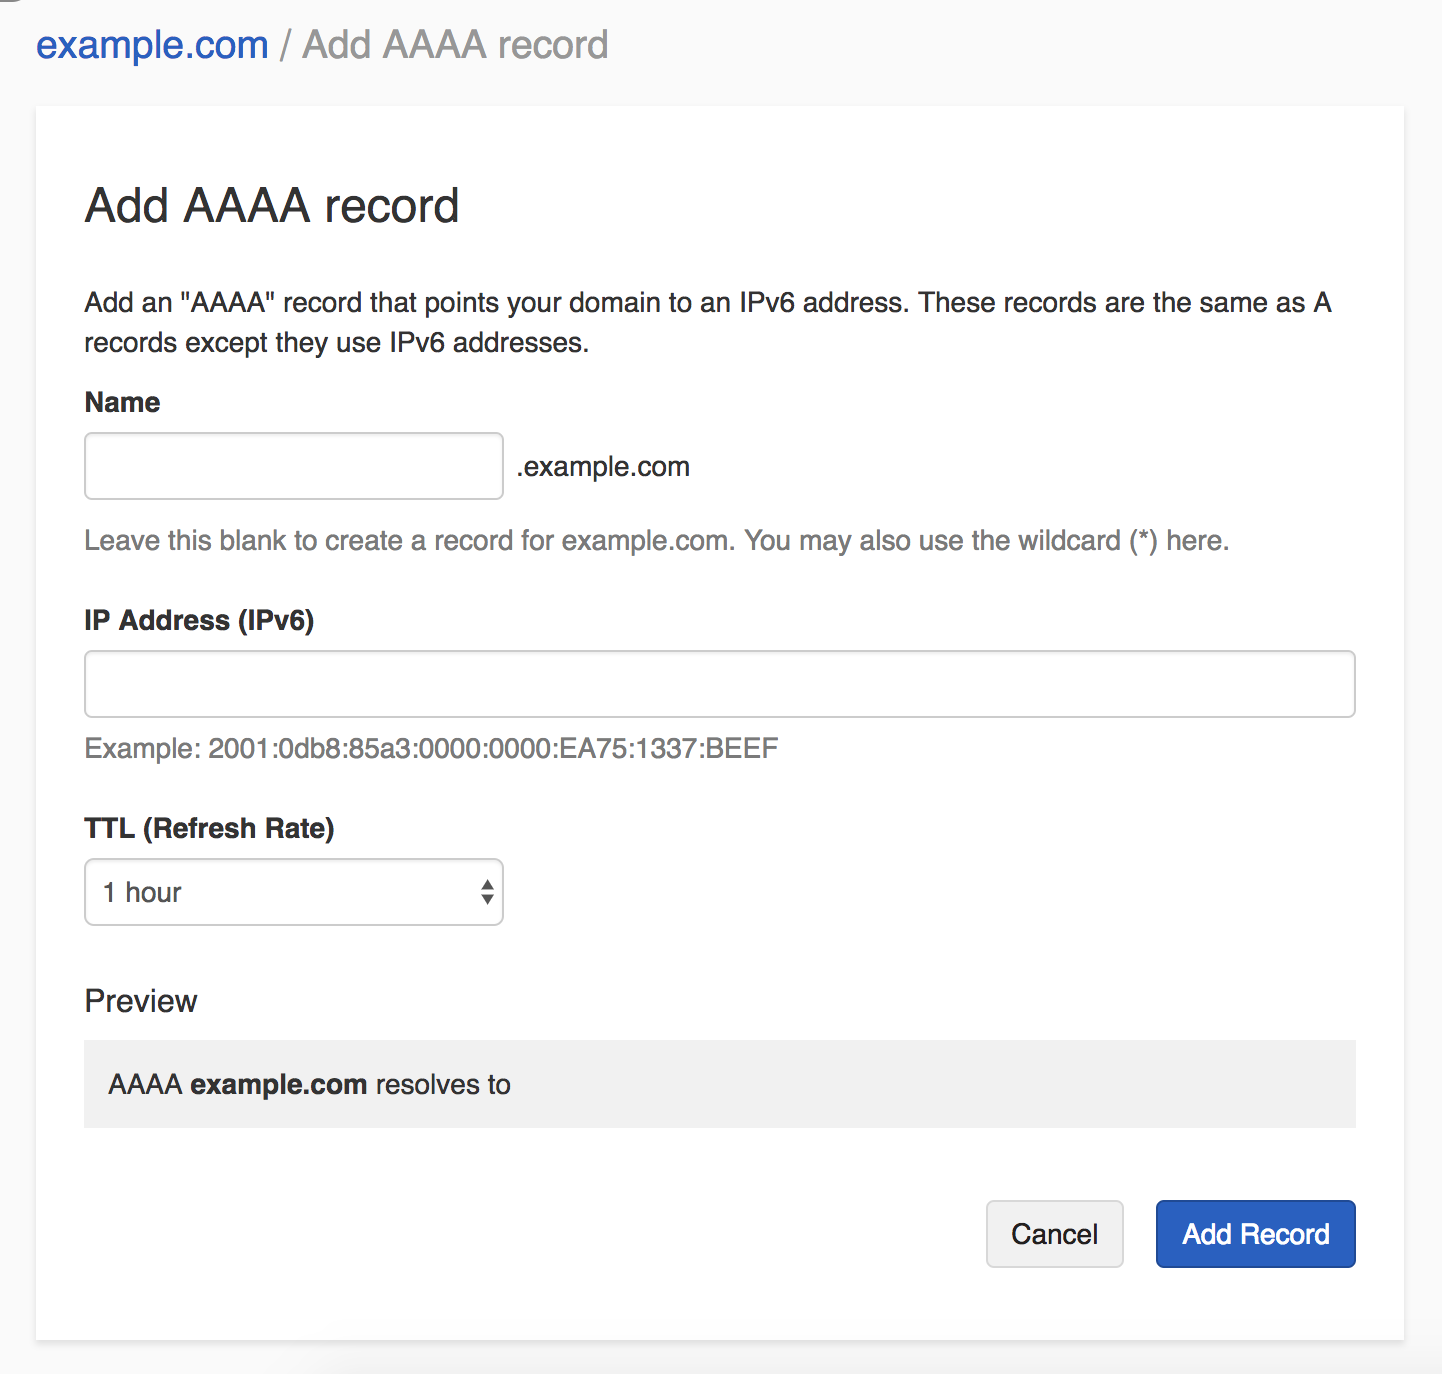 example.com / Add AAAA record
Add AAAA record
Add an "AAAA" record that points your domain to an IPv6 address. These records are the same as A
records except they use IPv6 addresses.
Name
.example.com
Leave this blank to create a record for example.com. You may also use the wildcard (*) here.
IP Address (IPv6)
Example: 2001:0db8:85a3:0000:0000:EA75:1337:BEEF
TTL (Refresh Rate)
1 hour
Preview
AAAA example.com resolves to
Cancel Add Record